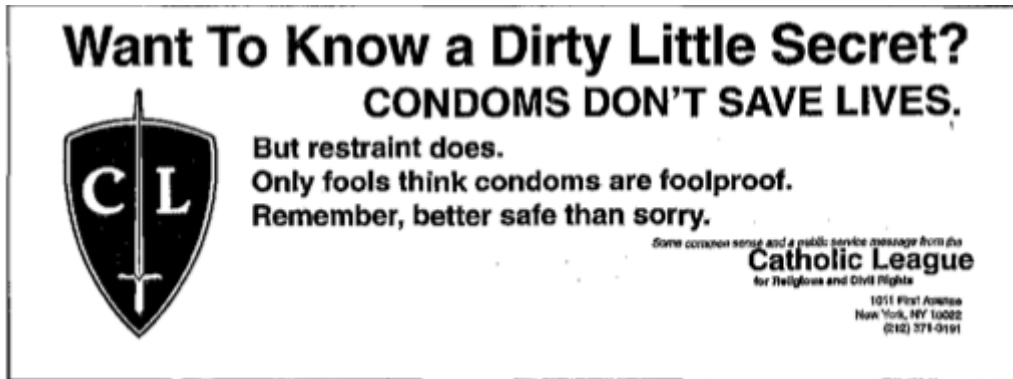 Want To Know a Dirty Little Secret?
CONDOMS DON'T SAVE LIVES.
C L
But restraint does.
Only fools think condoms are foolproof.
Remember, better safe than sorry.
Some common sense and a public service message from the
Catholic League
for Religious and Civil Rights
1011 First Avenue
New York, NY 10022
(212) 371-3191